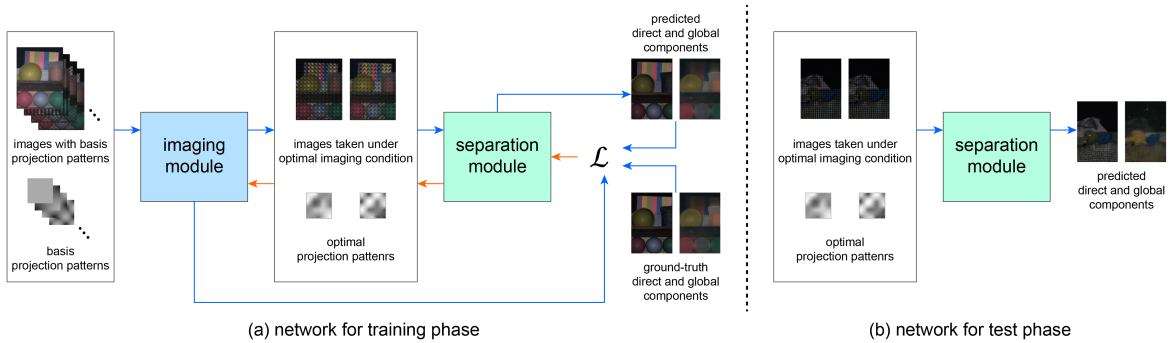 images with basis
projection patterns
basis
projection patterns
imaging
module
images taken under
optimal imaging condition
optimal
projection pattenrs
separation
module
predicted
direct and global
components
ℒ
ground-truth
direct and global
components
(a) network for training phase
images taken under
optimal imaging condition
optimal
projection pattenrs
separation
module
predicted
direct and global
components
(b) network for test phase